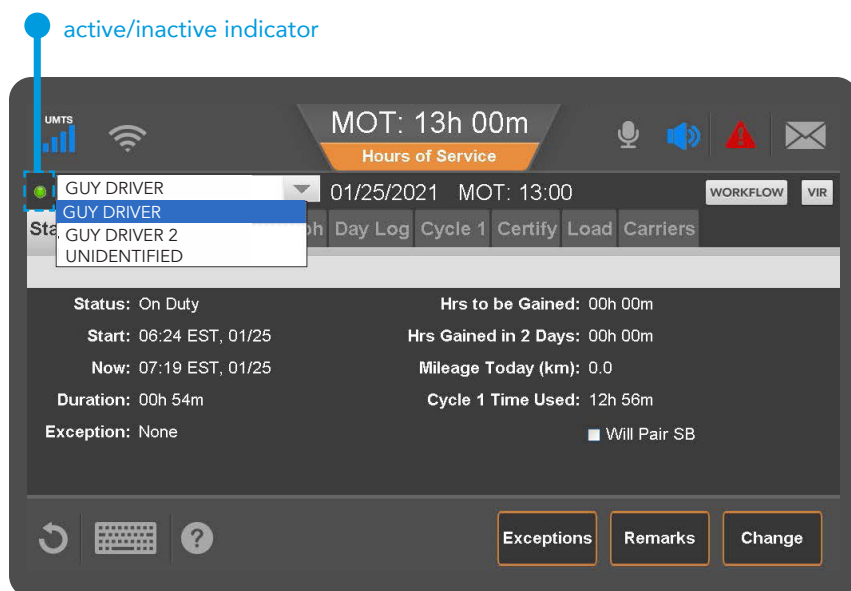 active/inactive indicator
UMTS
MOT: 13h 00m
Hours of Service
GUY DRIVER
01/25/2021 MOT: 13:00
WORKFLOW
VIR
GUY DRIVER
GUY DRIVER 2
UNIDENTIFIED
Day Log Cycle 1 Certify Load Carriers
Status: On Duty
Start: 06:24 EST, 01/25
Now: 07:19 EST, 01/25
Duration: 00h 54m
Exception: None
Hrs to be Gained: 00h 00m
Hrs Gained in 2 Days: 00h 00m
Mileage Today (km): 0.0
Cycle 1 Time Used: 12h 56m
Will Pair SB
Exceptions
Remarks
Change